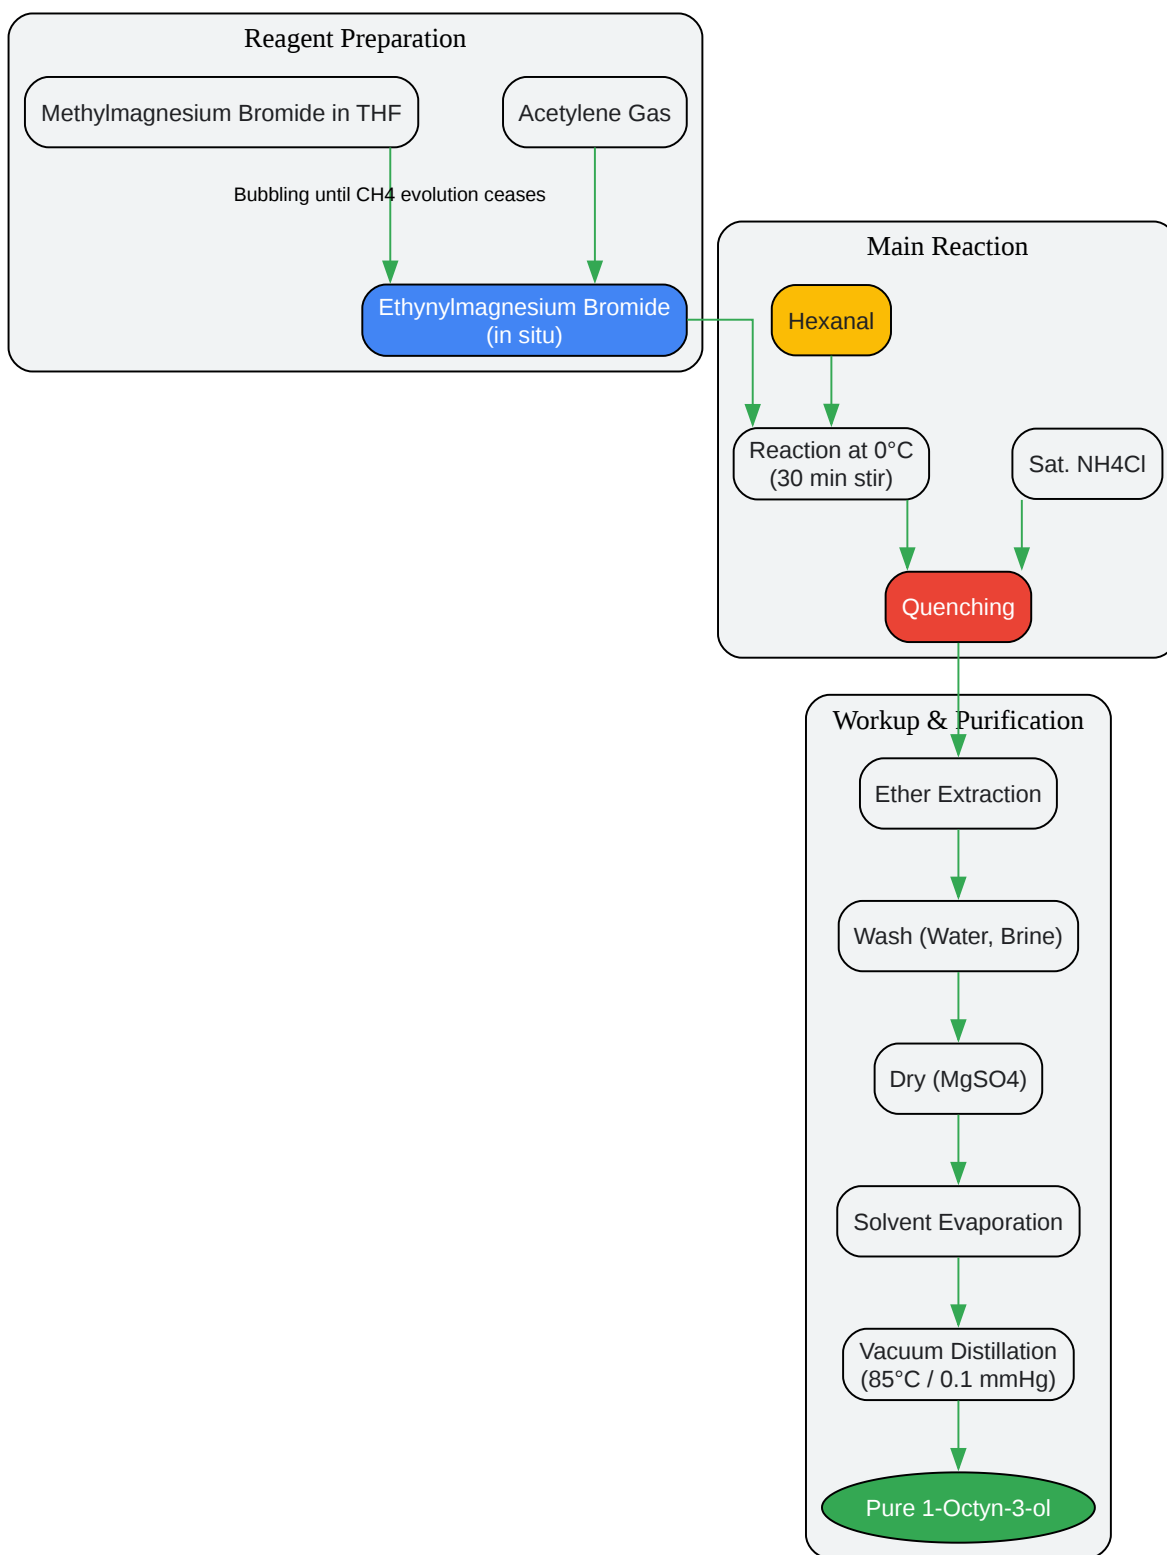 Reagent Preparation
Methylmagnesium Bromide in THF
Acetylene Gas
Bubbling until CH4 evolution ceases
Ethynylmagnesium Bromide
(in situ)
Main Reaction
Hexanal
Reaction at 0°C
(30 min stir)
Sat. NH4Cl
Quenching
Workup & Purification
Ether Extraction
Wash (Water, Brine)
Dry (MgSO4)
Solvent Evaporation
Vacuum Distillation
(85°C / 0.1 mmHg)
Pure 1-Octyn-3-ol